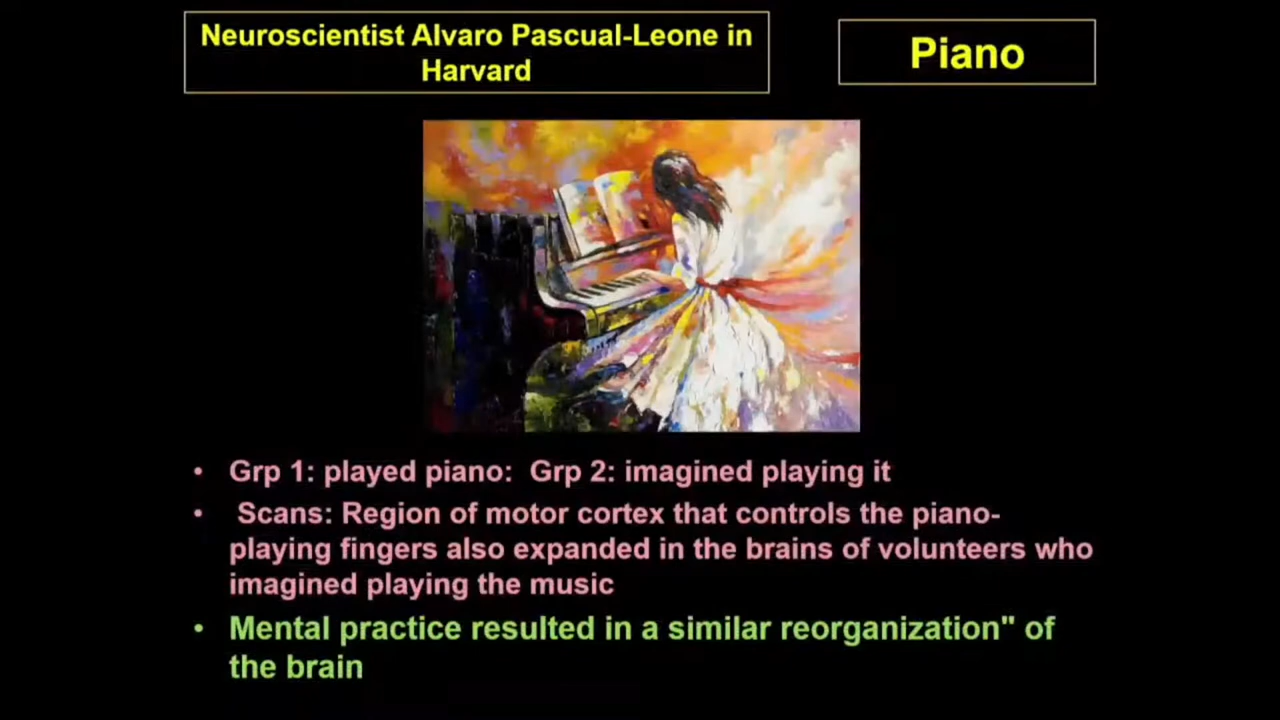 Neuroscientist Alvaro Pascual-Leone in
Harvard
Piano
• Grp 1: played piano: Grp 2: imagined playing it
• Scans: Region of motor cortex that controls the piano-
playing fingers also expanded in the brains of volunteers who
imagined playing the music
• Mental practice resulted in a similar reorganization" of
the brain